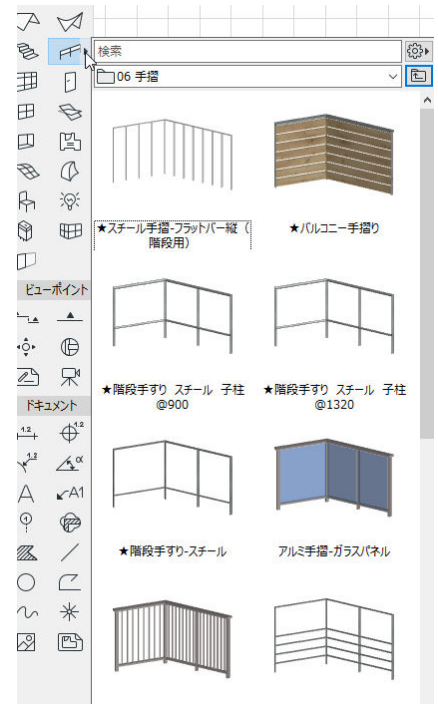 検索
06 手摺
★スチール手摺-フラットバー縦（
階段用）
★バルコニー手摺り
ビューポイント
★階段手すり スチール 子柱
@900
★階段手すり スチール 子柱
@1320
ドキュメント
1.2
1.2
1.2
α
A
A1
1
★階段手すり-スチール
アルミ手摺-ガラスパネル